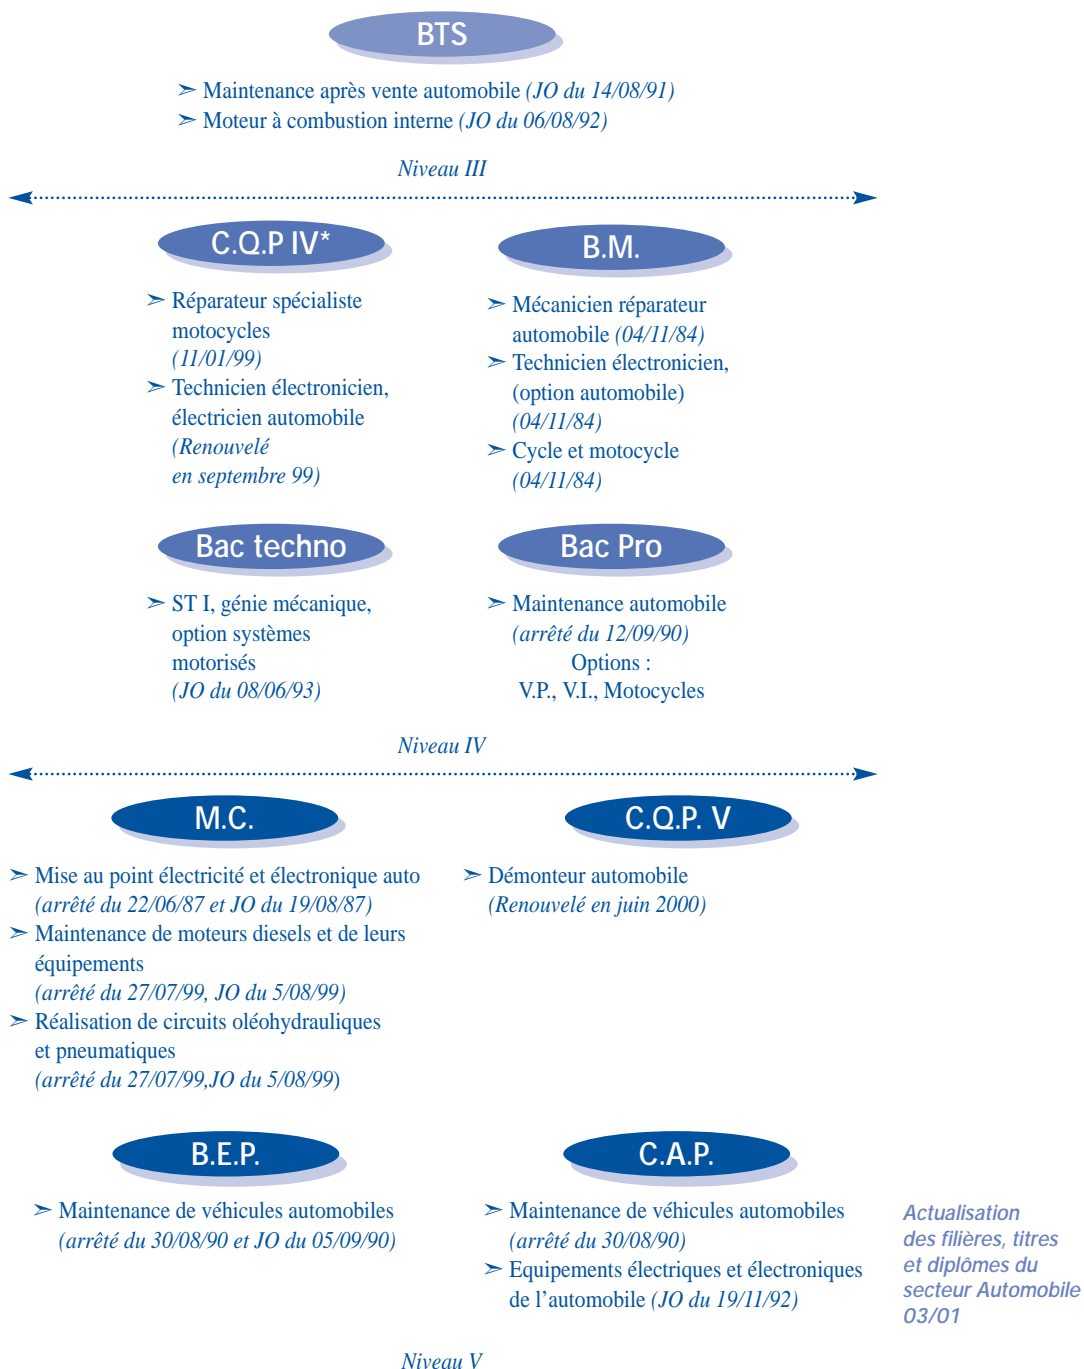 BTS
➣ Maintenance après vente automobile (JO du 14/08/91)
➣ Moteur à combustion interne (JO du 06/08/92)
Niveau III
C.Q.P IV*
➣ Réparateur spécialiste
motocycles
(11/01/99)
➣ Technicien électronicien,
électricien automobile
(Renouvelé
en septembre 99)
B.M.
➣ Mécanicien réparateur
automobile (04/11/84)
➣ Technicien électronicien,
(option automobile)
(04/11/84)
➣ Cycle et motocycle
(04/11/84)
Bac techno
➣ ST I, génie mécanique,
option systèmes
motorisés
(JO du 08/06/93)
Bac Pro
➣ Maintenance automobile
(arrêté du 12/09/90)
Options :
V.P., V.I., Motocycles
Niveau IV
M.C.
➣ Mise au point électricité et électronique auto
(arrêté du 22/06/87 et JO du 19/08/87)
➣ Maintenance de moteurs diesels et de leurs
équipements
(arrêté du 27/07/99, JO du 5/08/99)
➣ Réalisation de circuits oléohydrauliques
et pneumatiques
(arrêté du 27/07/99,JO du 5/08/99)
C.Q.P. V
➣ Démonteur automobile
(Renouvelé en juin 2000)
B.E.P.
➣ Maintenance de véhicules automobiles
(arrêté du 30/08/90 et JO du 05/09/90)
C.A.P.
➣ Maintenance de véhicules automobiles
(arrêté du 30/08/90)
➣ Equipements électriques et électroniques
de l'automobile (JO du 19/11/92)
Actualisation
des filières, titres
et diplômes du
secteur Automobile
03/01
Niveau V